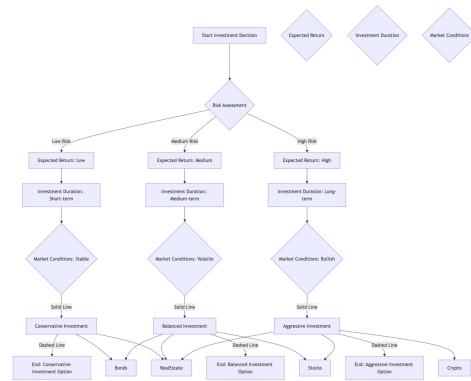 Start Investment Decision
Expected Return
Investment Duration
Market Conditions
Risk Assessment
Low Risk
Medium Risk
High Risk
Expected Return: Low
Expected Return: Medium
Expected Return: High
Investment Duration:
Short-term
Investment Duration:
Medium-term
Investment Duration: Long-
term
Market Conditions: Stable
Market Conditions: Volatile
Market Conditions: Bullish
Solid Line
Solid Line
Solid Line
Conservative Investment
Balanced Investment
Aggressive Investment
Dashed Line
Dashed Line
Dashed Line
End: Conservative
Investment Option
Bonds
RealEstate
End: Balanced Investment
Option
Stocks
End: Aggressive Investment
Option
Crypto